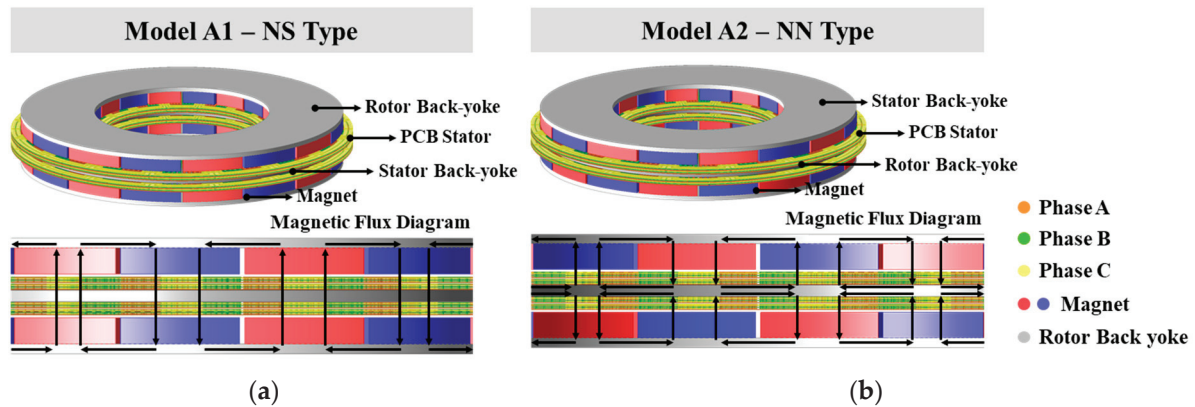 Model A1 – NS Type
Rotor Back-yoke
PCB Stator
Stator Back-yoke
Magnet
Magnetic Flux Diagram
(a)
Model A2 – NN Type
Stator Back-yoke
PCB Stator
Rotor Back-yoke
Magnet
Magnetic Flux Diagram
(b)
Phase A
Phase B
Phase C
Magnet
Rotor Back yoke